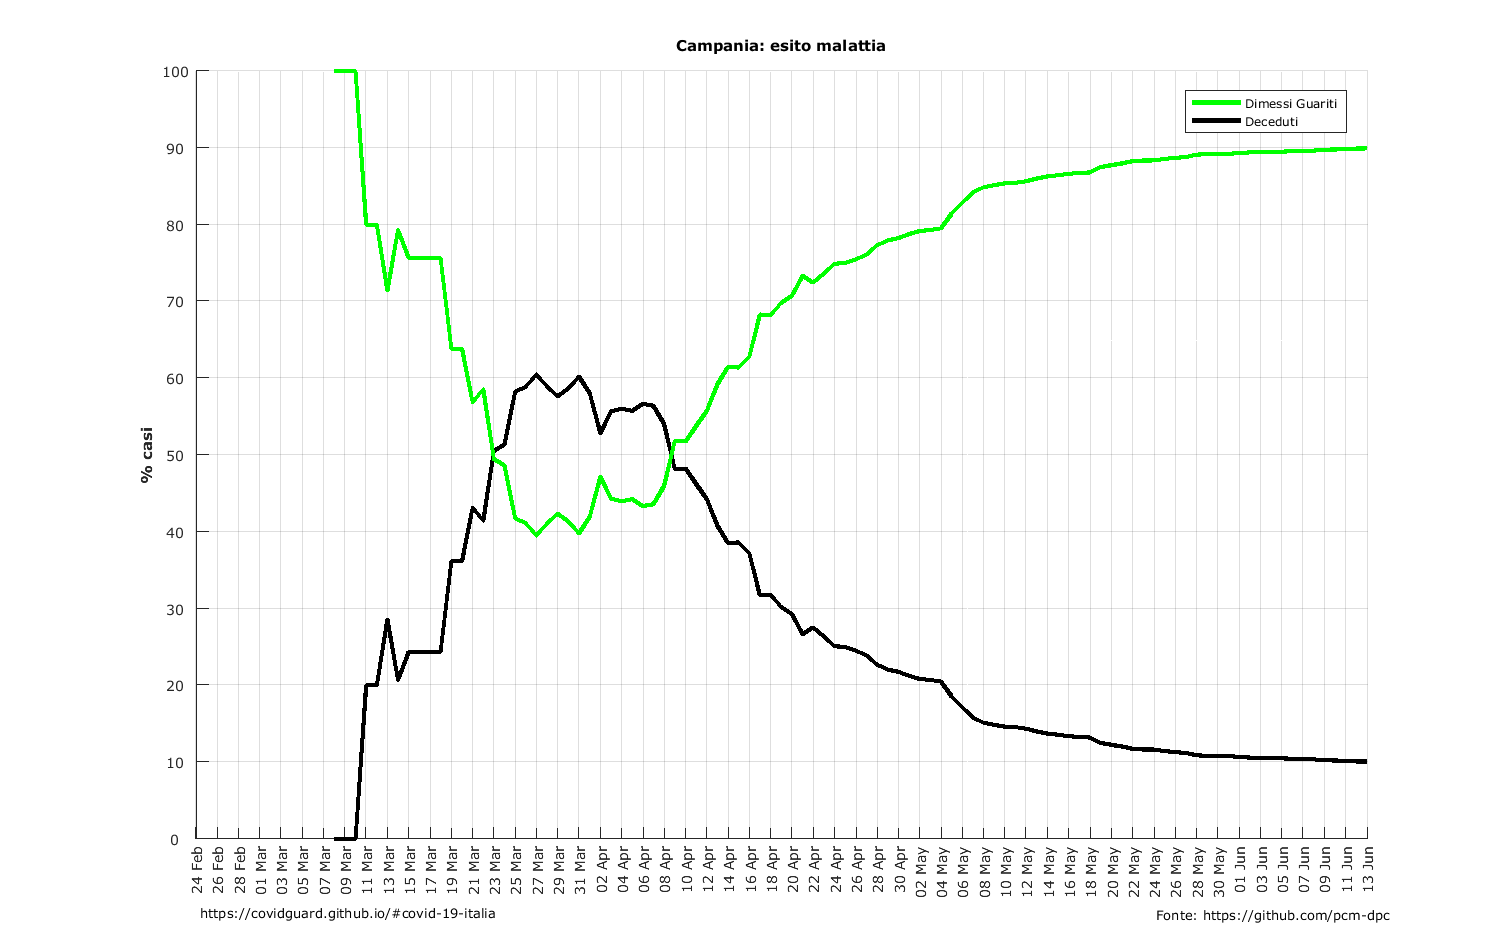 Campania: esito malattia
Dimessi Guariti
Deceduti
% casi
100
90
80
70
60
50
40
30
20
10
0
24 Feb
26 Feb
28 Feb
01 Mar
03 Mar
05 Mar
07 Mar
09 Mar
11 Mar
13 Mar
15 Mar
17 Mar
19 Mar
21 Mar
23 Mar
25 Mar
27 Mar
29 Mar
31 Mar
02 Apr
04 Apr
06 Apr
08 Apr
10 Apr
12 Apr
14 Apr
16 Apr
18 Apr
20 Apr
22 Apr
24 Apr
26 Apr
28 Apr
30 Apr
02 May
04 May
06 May
08 May
10 May
12 May
14 May
16 May
18 May
20 May
22 May
24 May
26 May
28 May
30 May
01 Jun
03 Jun
05 Jun
07 Jun
09 Jun
11 Jun
13 Jun
https://covidguard.github.io/#covid-19-italia
Fonte: https://github.com/pcm-dpc